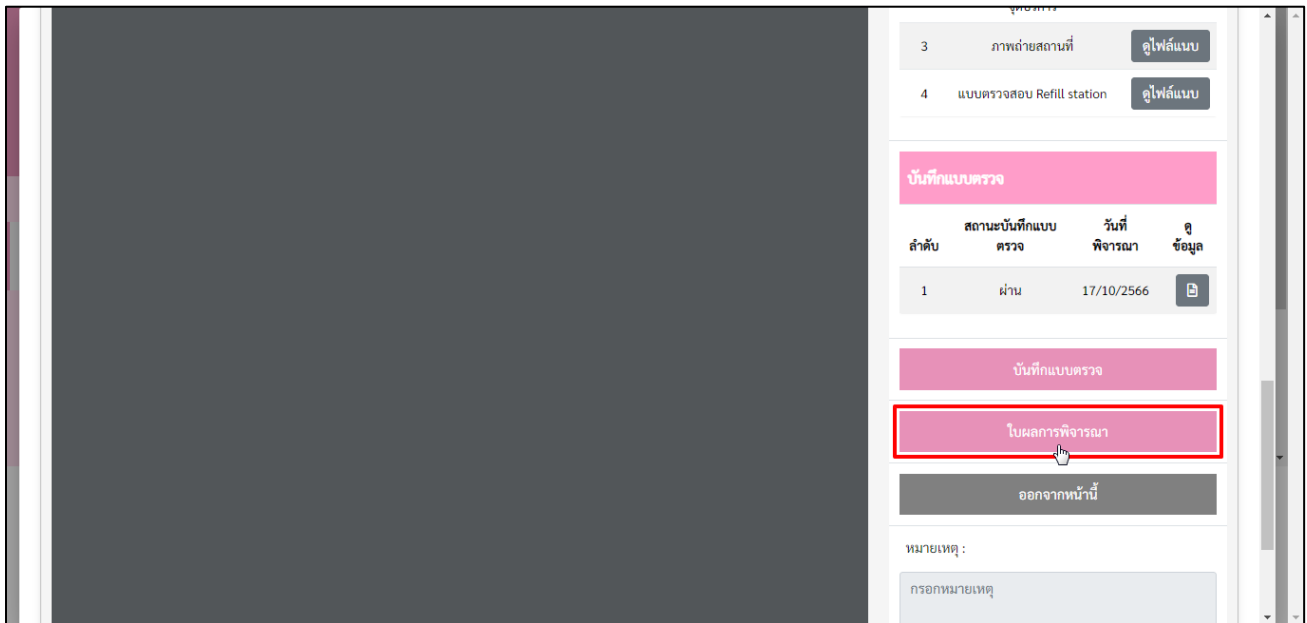 3 ภาพถ่ายสถานที่ ดูไฟล์แนบ
4 แบบตรวจสอบ Refill station ดูไฟล์แนบ
บันทึกแบบตรวจ
ลำดับ สถานะบันทึกแบบตรวจ วันที่พิจารณา ดูข้อมูล
1 ผ่าน 17/10/2566
บันทึกแบบตรวจ
ใบผลการพิจารณา
ออกจากหน้านี้
หมายเหตุ :
กรอกหมายเหตุ